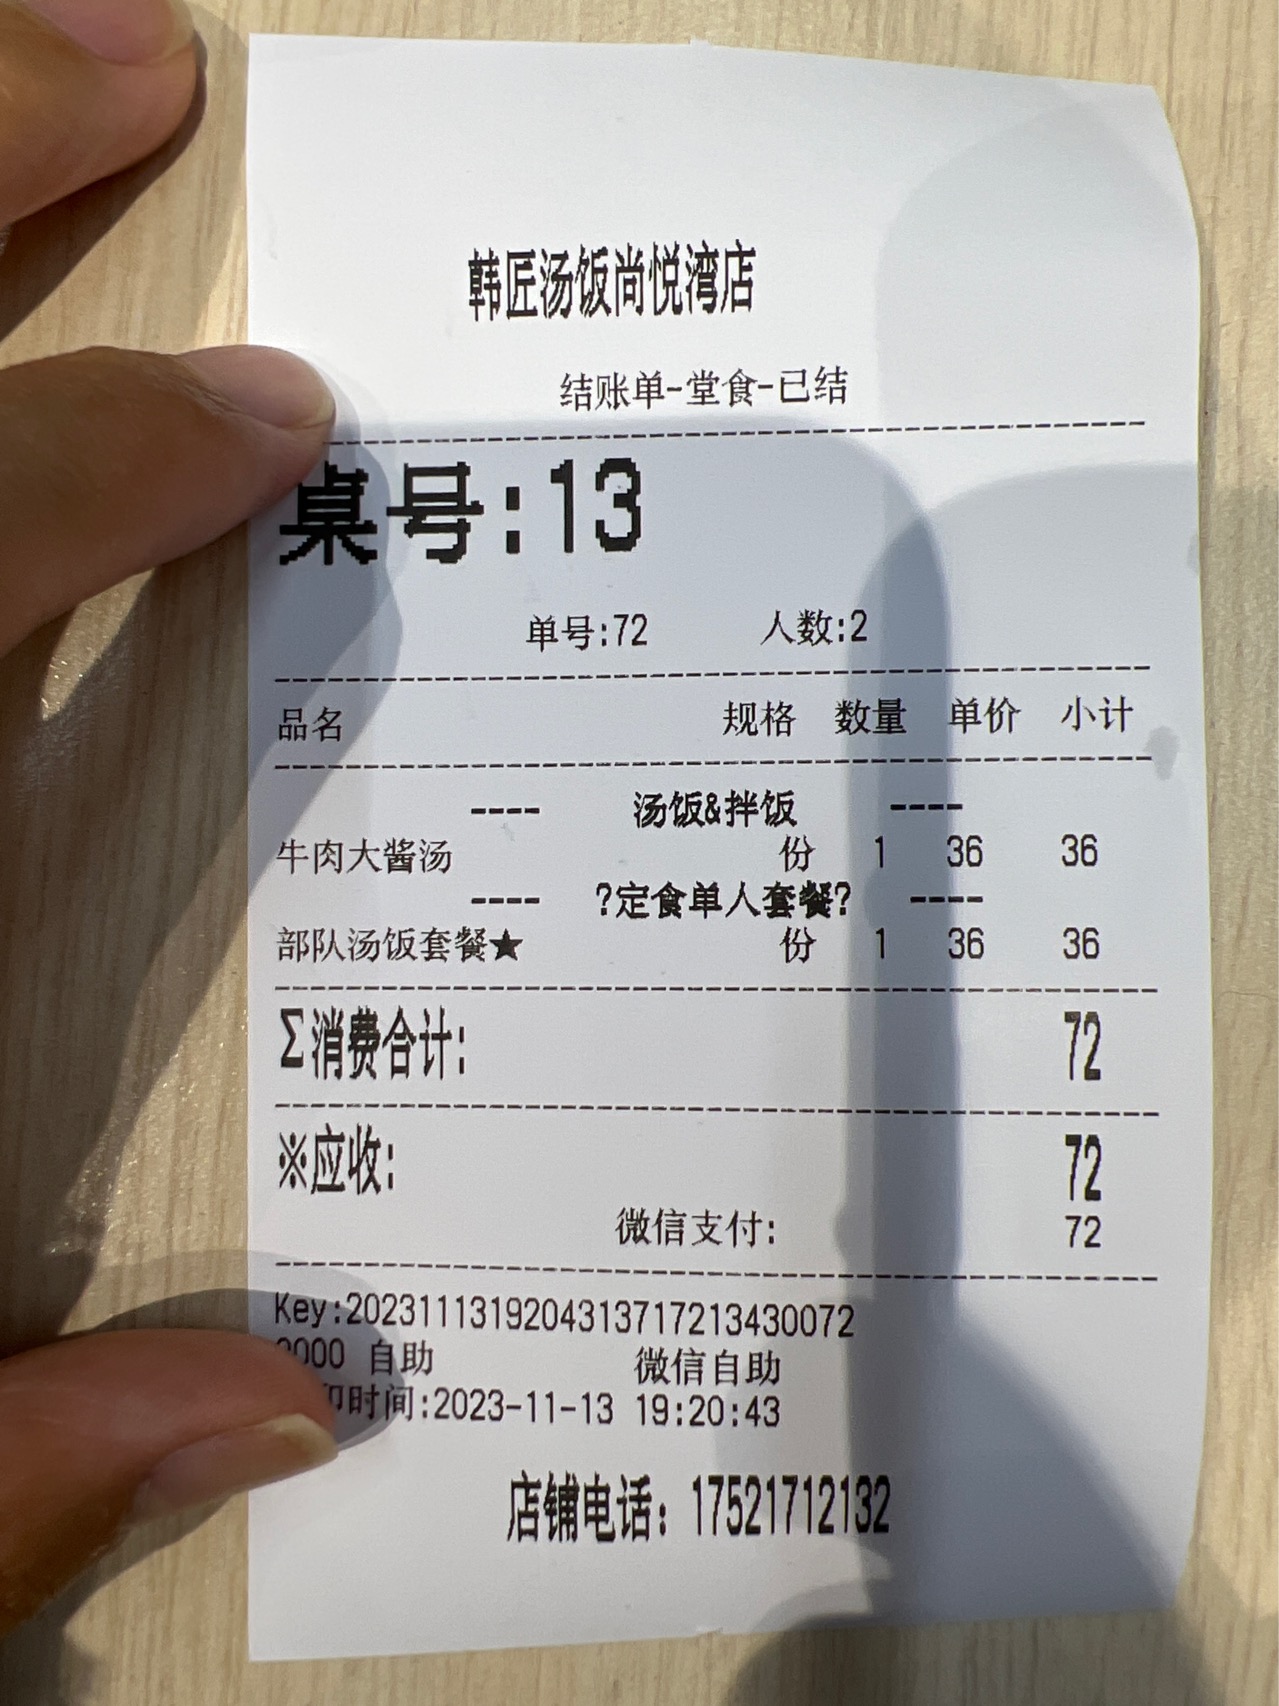 韩匠汤饭尚悦湾店
结账单-堂食-已结
桌号:13
单号:72 人数:2
品名 规格 数量 单价 小计
---- 汤饭&拌饭 ----
牛肉大酱汤 份 1 36 36
---- ?定食单人套餐? ----
部队汤饭套餐★ 份 1 36 36
Σ消费合计: 72
※应收: 72
微信支付: 72
Key:20231113192043137172134300​72
000 自助 微信自助
印时间:2023-11-13 19:20:43
店铺电话: 17521712132